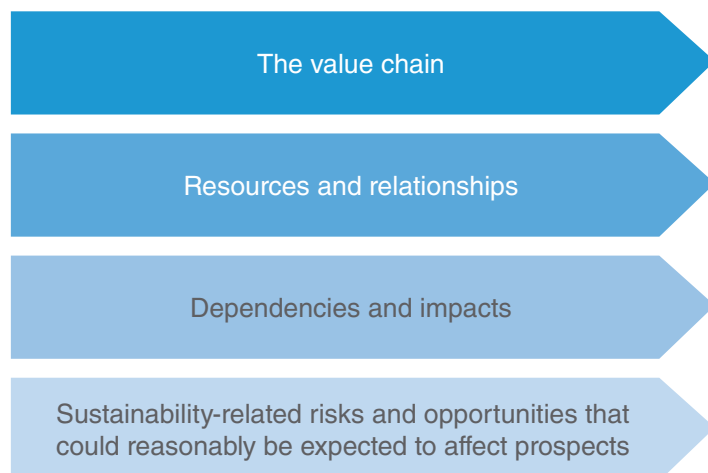 The value chain
Resources and relationships
Dependencies and impacts
Sustainability-related risks and opportunities that
could reasonably be expected to affect prospects